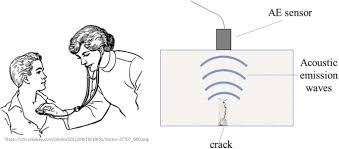 AE sensor
Acoustic
emission
waves
crack